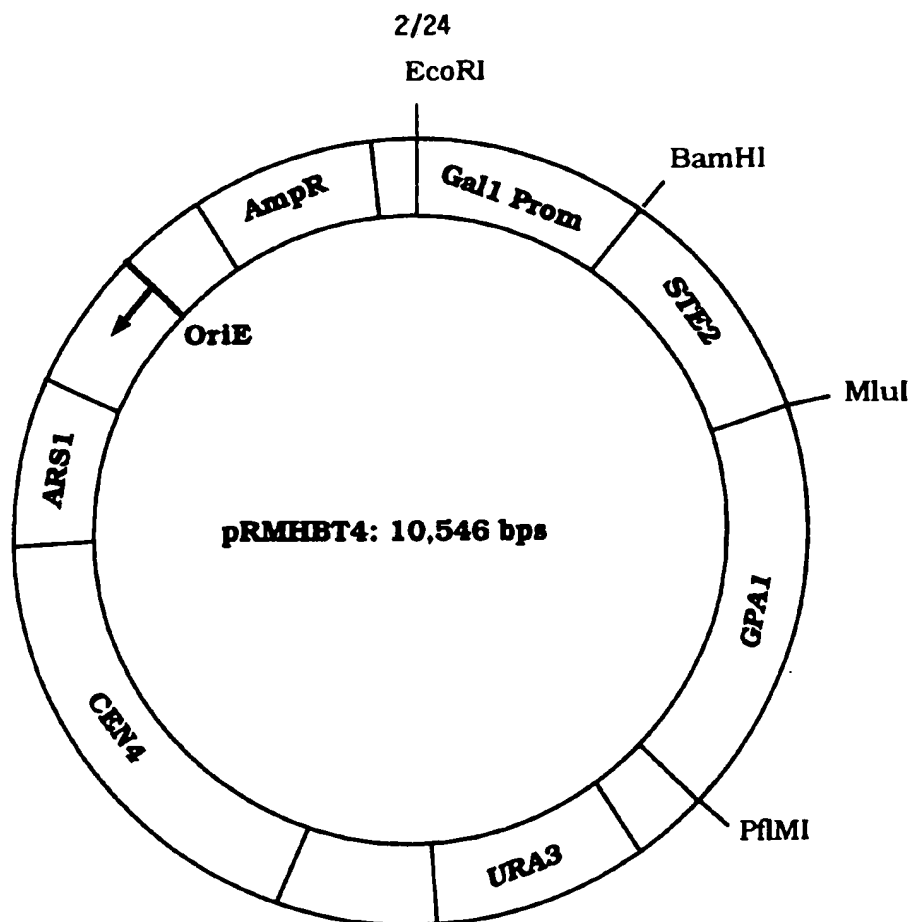 2/24
EcoRI
BamHI
AmpR
Gal1 Prom
STE2
OriE
MluI
ARS1
pRMHBT4: 10,546 bps
GPA1
CEN4
PflMI
URA3